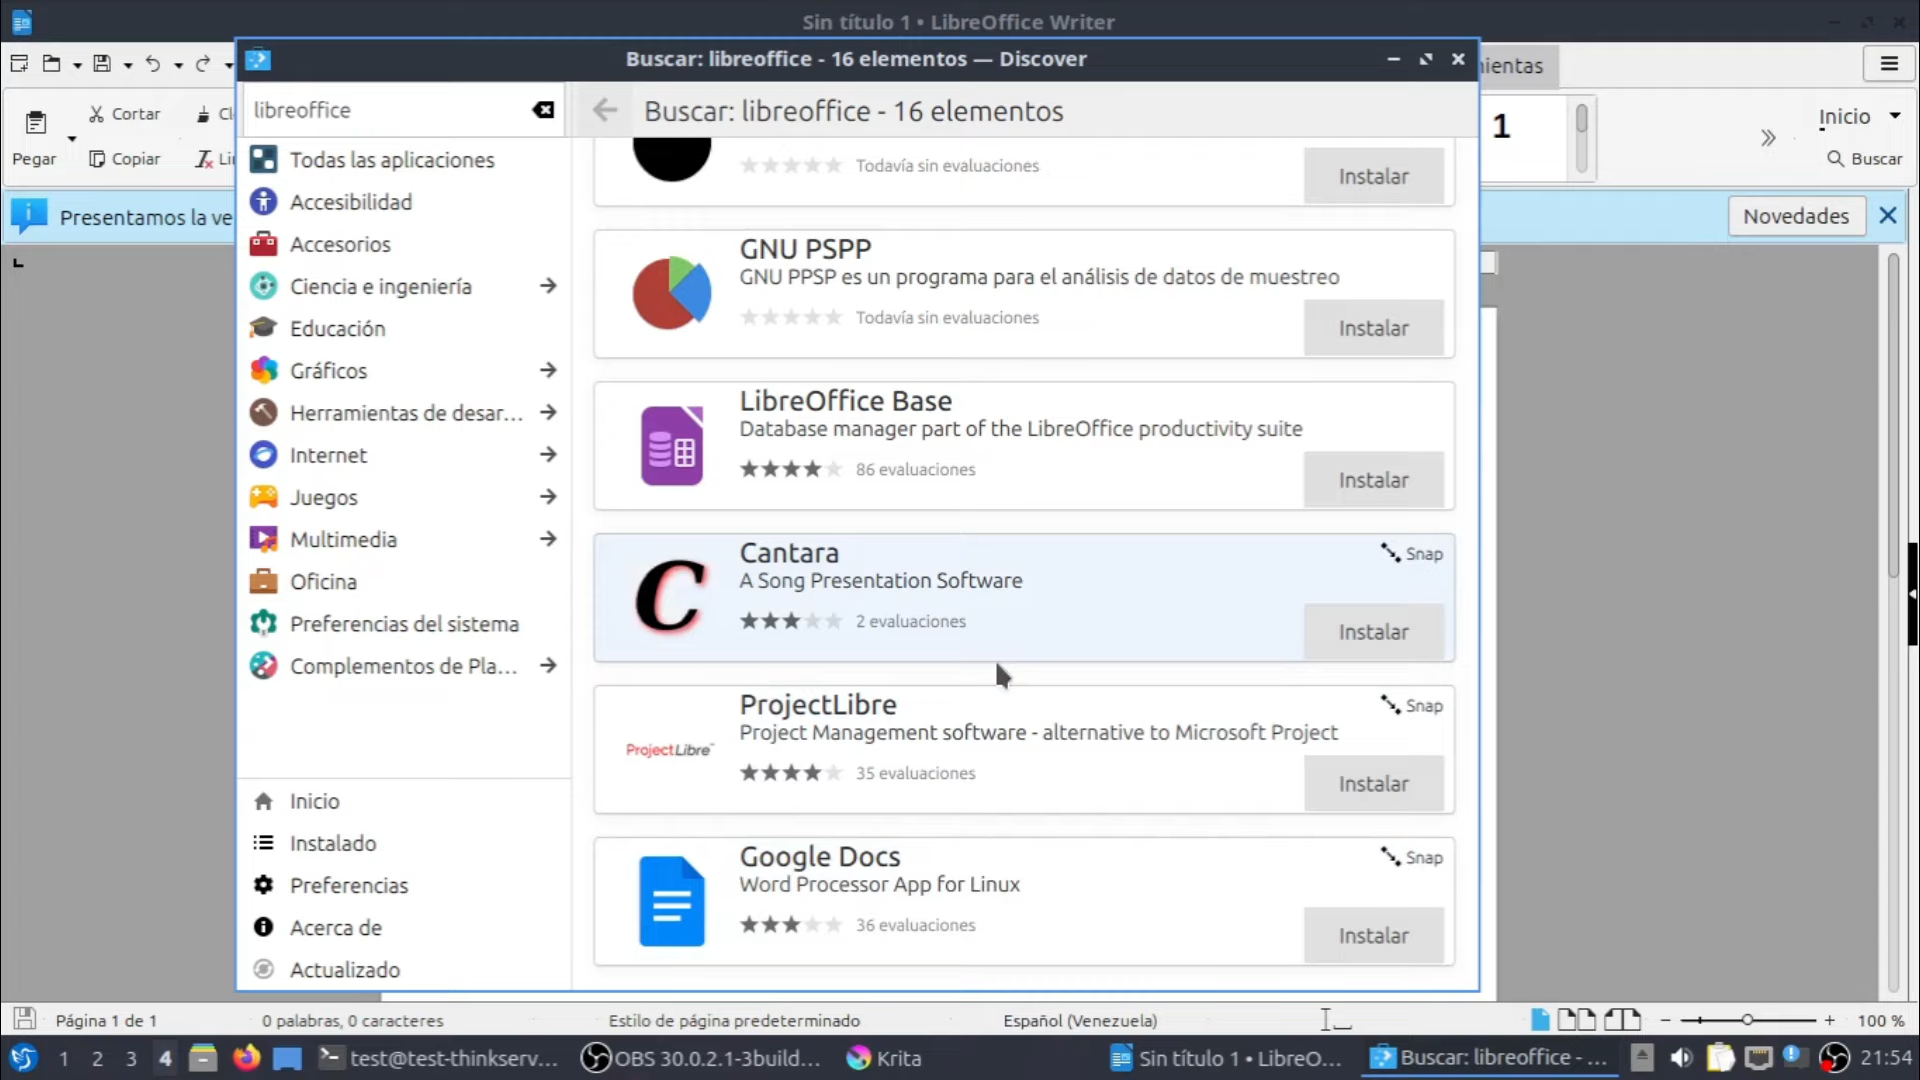 Sin título 1 • LibreOffice Writer
Buscar: libreoffice - 16 elementos — Discover
ientas
libreoffice
Buscar: libreoffice - 16 elementos
Cortar
Pegar
Copiar
1
Inicio
Buscar
Presentamos la ve
Novedades
Todas las aplicaciones
Accesibilidad
Accesorios
Ciencia e ingeniería
Educación
Gráficos
Herramientas de desar...
Internet
Juegos
Multimedia
Oficina
Preferencias del sistema
Complementos de Pla...
Inicio
Instalado
Preferencias
Acerca de
Actualizado
Todavía sin evaluaciones
Instalar
GNU PSPP
GNU PPSP es un programa para el análisis de datos de muestreo
Todavía sin evaluaciones
Instalar
LibreOffice Base
Database manager part of the LibreOffice productivity suite
86 evaluaciones
Instalar
Cantara
Snap
A Song Presentation Software
2 evaluaciones
Instalar
ProjectLibre
ProjectLibre
Snap
Project Management software - alternative to Microsoft Project
35 evaluaciones
Instalar
Google Docs
Snap
Word Processor App for Linux
36 evaluaciones
Instalar
Página 1 de 1
0 palabras, 0 caracteres
Estilo de página predeterminado
Español (Venezuela)
100 %
1 2 3 4
test@test-thinkserv...
OBS 30.0.2.1-3build...
Krita
Sin título 1 • LibreO...
Buscar: libreoffice - ...
21:54